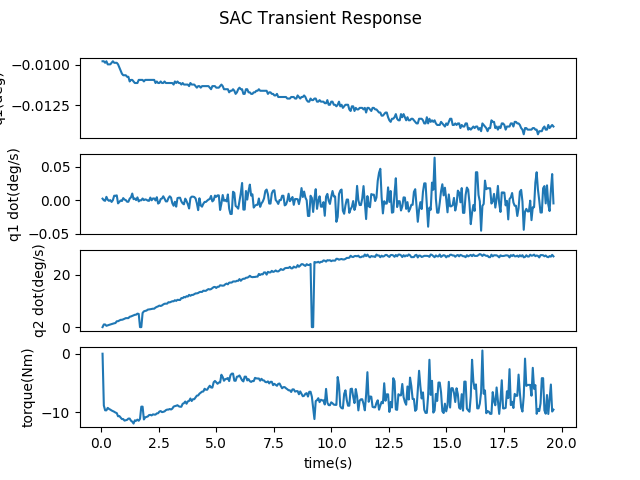 SAC Transient Response
−0.0100
−0.0125
q1(deg)
0.05
0.00
−0.05
q1 dot(deg/s)
20
0
q2 dot(deg/s)
0
−10
torque(Nm)
0.0 2.5 5.0 7.5 10.0 12.5 15.0 17.5 20.0
time(s)